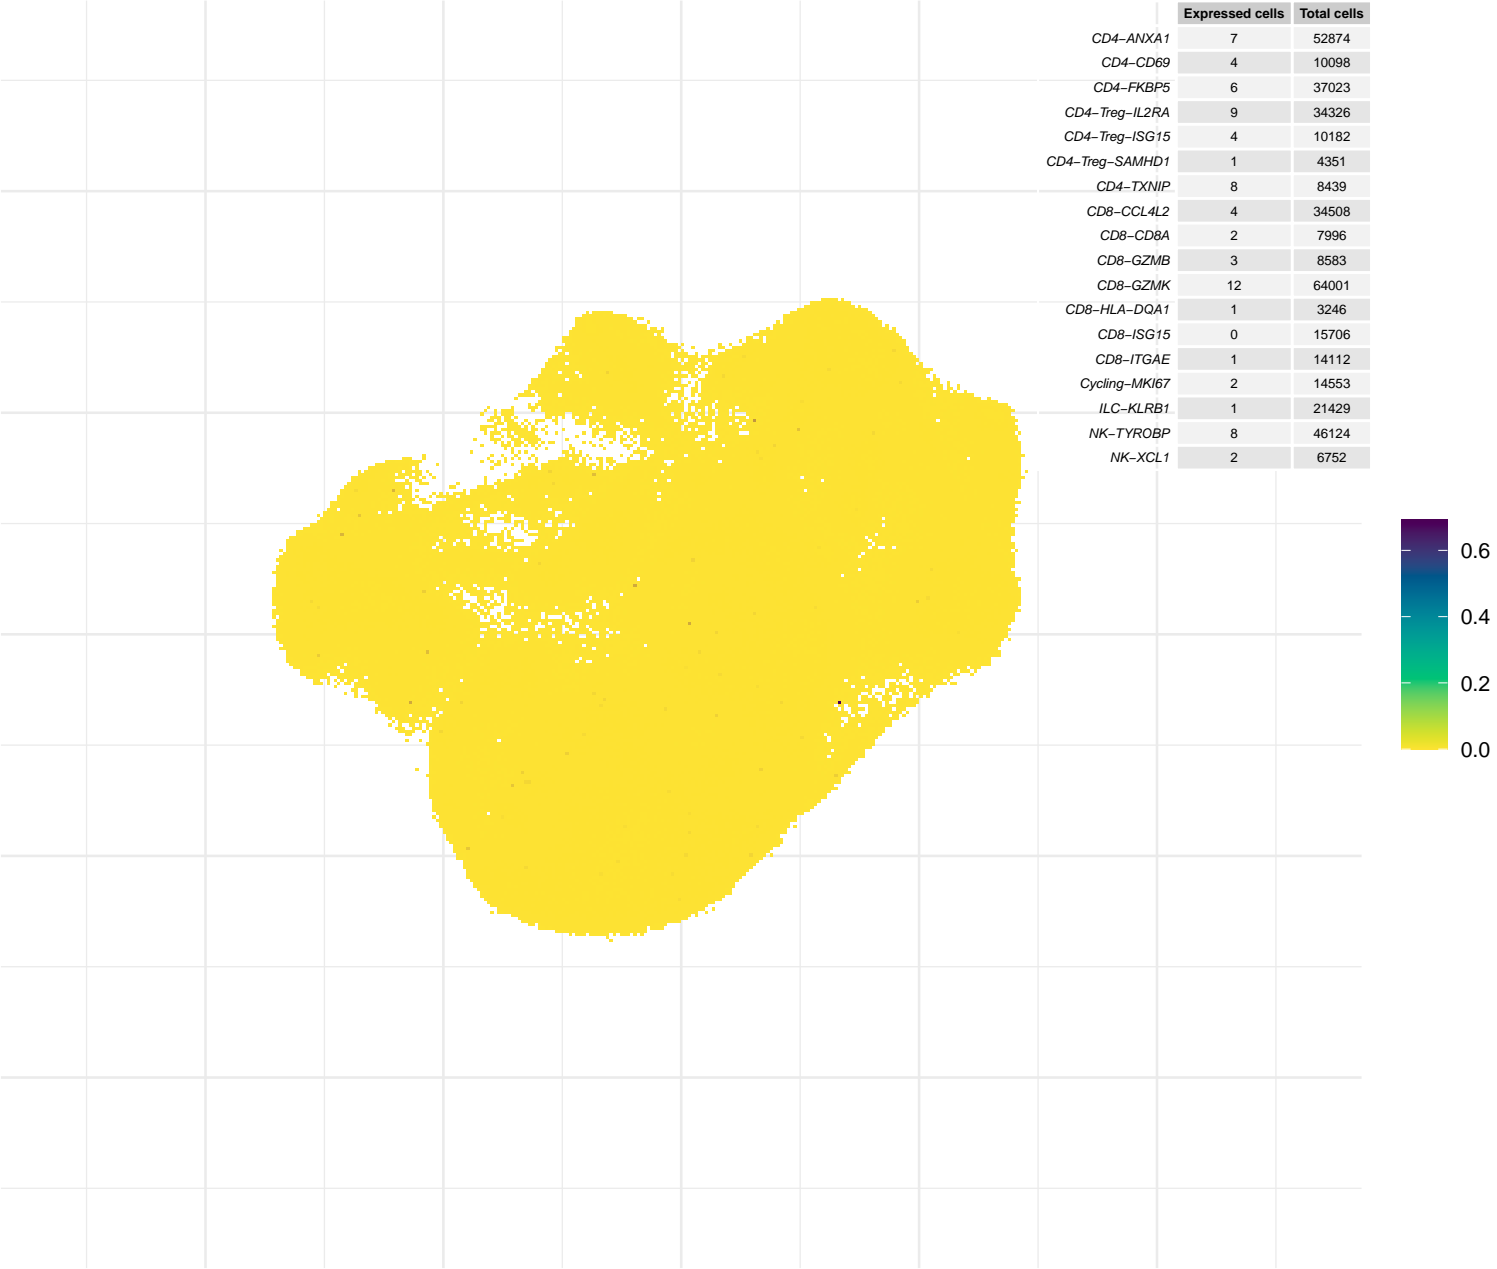 Expressed cells Total cells
CD4−ANXA1 7 52874
CD4−CD69 4 10098
CD4−FKBP5 6 37023
CD4−Treg−IL2RA 9 34326
CD4−Treg−ISG15 4 10182
CD4−Treg−SAMHD1 1 4351
CD4−TXNIP 8 8439
CD8−CCL4L2 4 34508
CD8−CD8A 2 7996
CD8−GZMB 3 8583
CD8−GZMK 12 64001
CD8−HLA−DQA1 1 3246
CD8−ISG15 0 15706
CD8−ITGAE 1 14112
Cycling−MKI67 2 14553
ILC−KLRB1 1 21429
NK−TYROBP 8 46124
NK−XCL1 2 6752
0.6
0.4
0.2
0.0